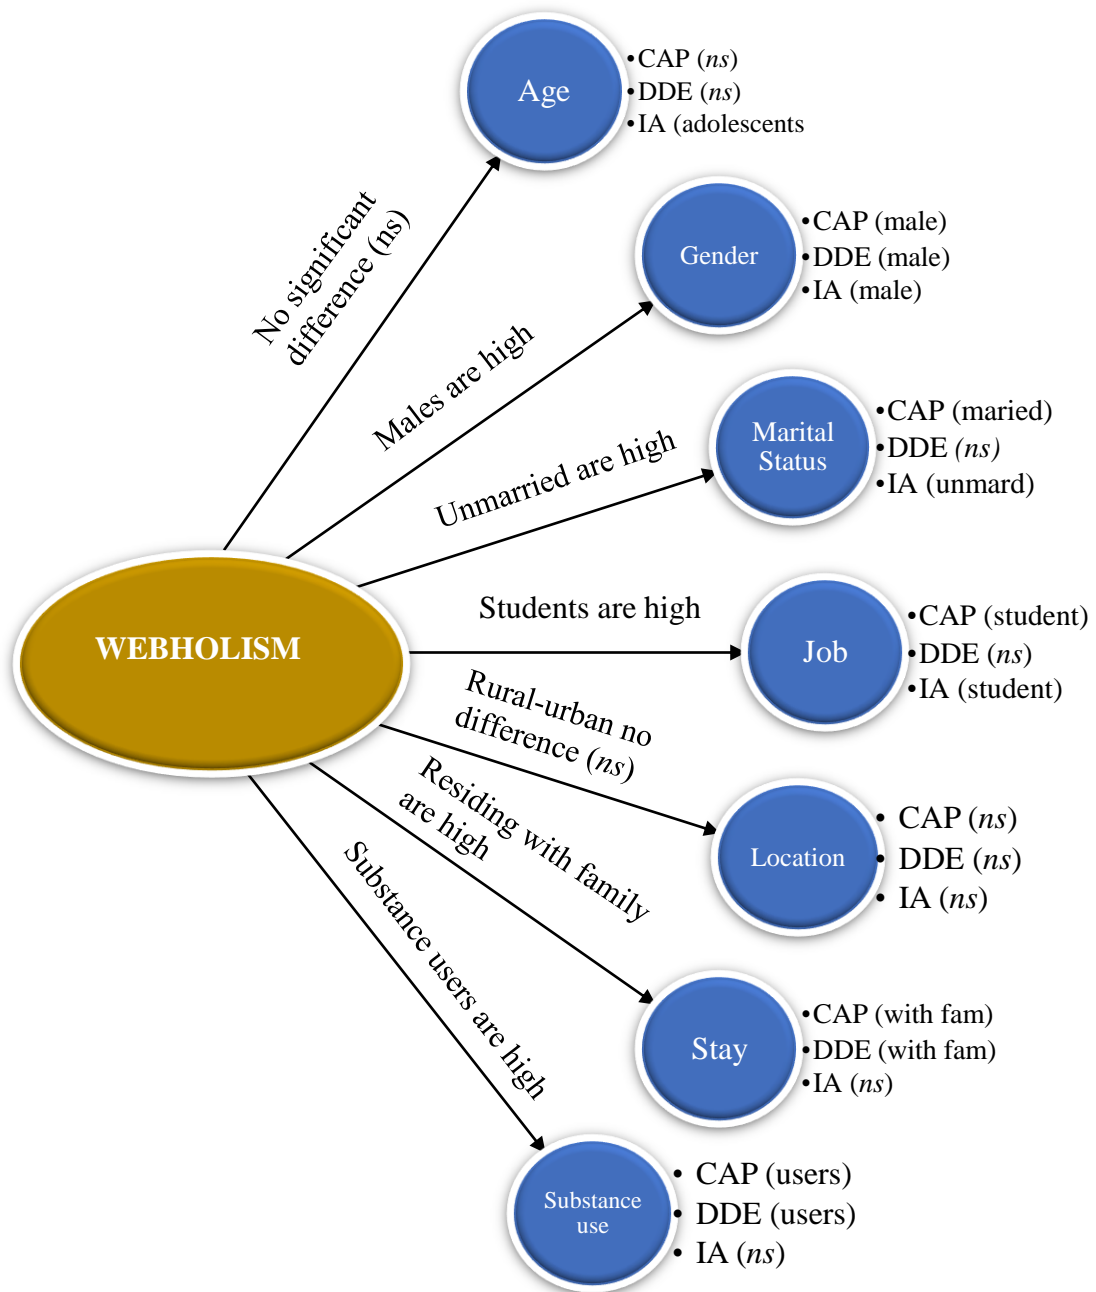 Age
•CAP (ns)
•DDE (ns)
•IA (adolescents
No significant
difference (ns)
Gender
•CAP (male)
•DDE (male)
•IA (male)
Males are high
Marital
Status
•CAP (maried)
•DDE (ns)
•IA (unmard)
Unmarried are high
WEBHOLISM
Students are high
Job
•CAP (student)
•DDE (ns)
•IA (student)
Rural-urban no
difference (ns)
Location
• CAP (ns)
• DDE (ns)
• IA (ns)
Residing with family
are high
Stay
•CAP (with fam)
•DDE (with fam)
•IA (ns)
Substance users are high
Substance
use
• CAP (users)
• DDE (users)
• IA (ns)